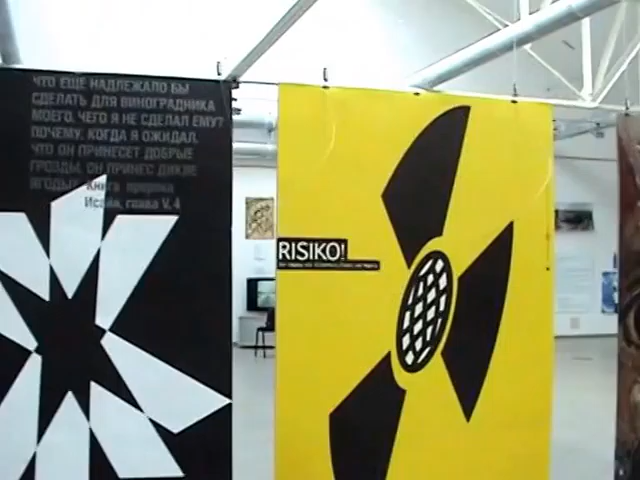 ЧТО ЕЩЕ НАДЛЕЖАЛО БЫ
СДЕЛАТЬ ДЛЯ ВИНОГРАДНИКА
МОЕГО, ЧЕГО Я НЕ СДЕЛАЛ ЕМУ?
ПОЧЕМУ, КОГДА Я ОЖИДАЛ,
ЧТО ОН ПРИНЕСЕТ ДОБРЫЕ
ГРОЗДЫ, ОН ПРИНЕС ДИКИЕ
ЯГОДЫ? Книга пророка
Исайи, глава V, 4
RISIKO!